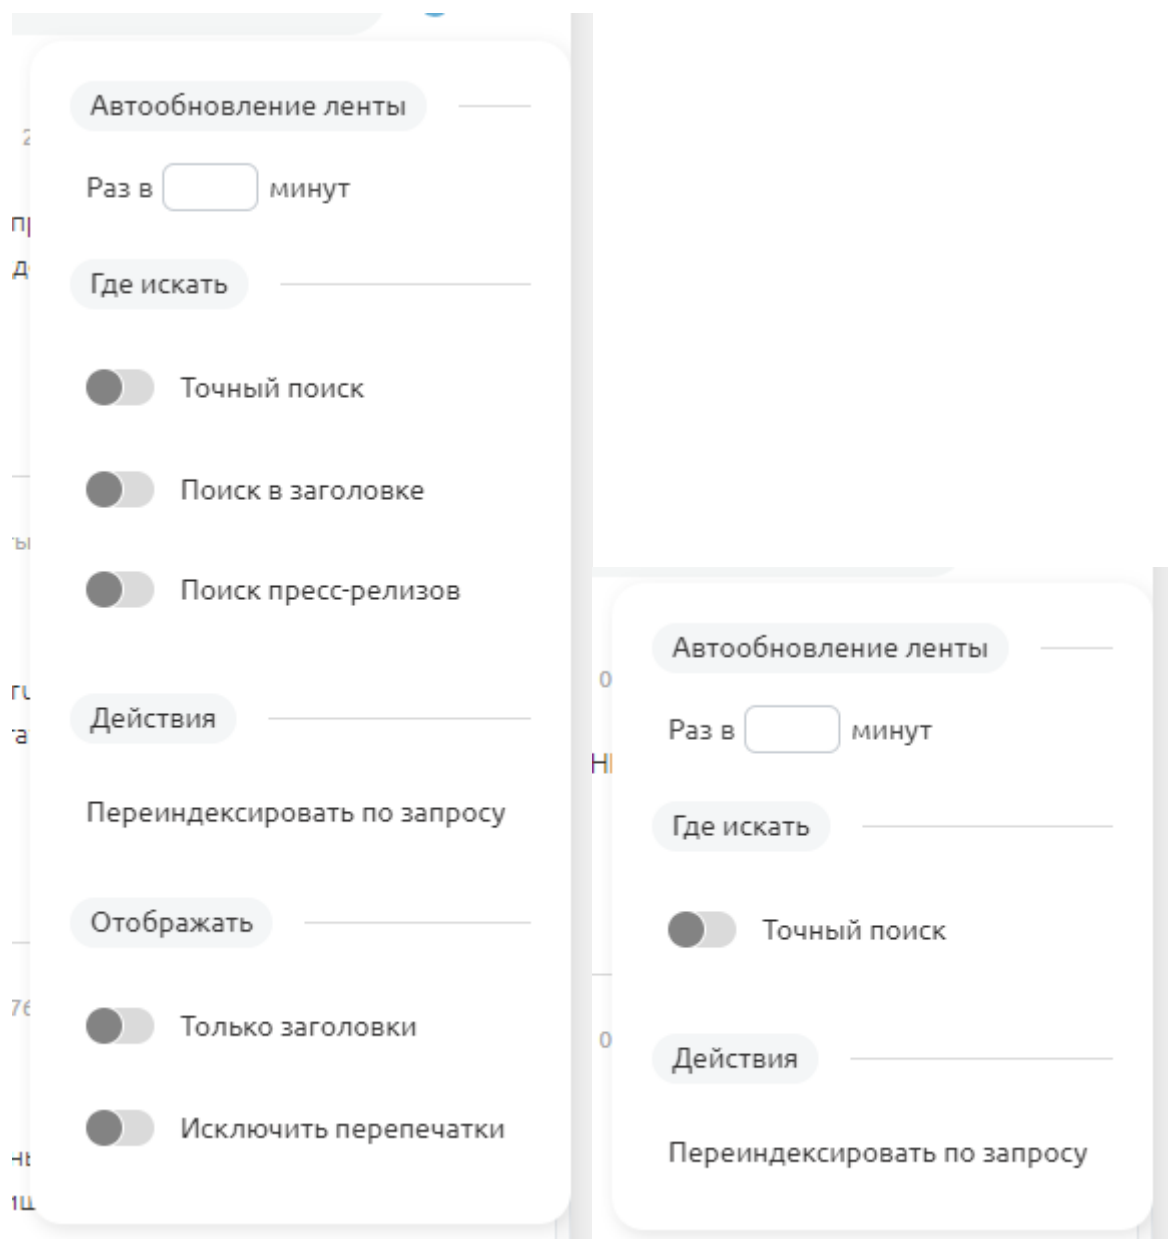 Автообновление ленты
Раз в
минут
Где искать
Точный поиск
Поиск в заголовке
Поиск пресс-релизов
Действия
Переиндексировать по запросу
Отображать
Только заголовки
Исключить перепечатки
Автообновление ленты
Раз в
минут
Где искать
Точный поиск
Действия
Переиндексировать по запросу